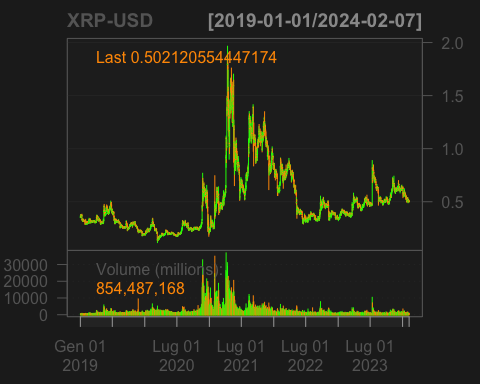 XRP-USD [2019-01-01/2024-02-07]
Last 0.502120554447174
2.0
1.5
1.0
0.5
Volume (millions):
854,487,168
30000
20000
10000
0
Gen 01 2019
Lug 01 2020
Lug 01 2021
Lug 01 2022
Lug 01 2023